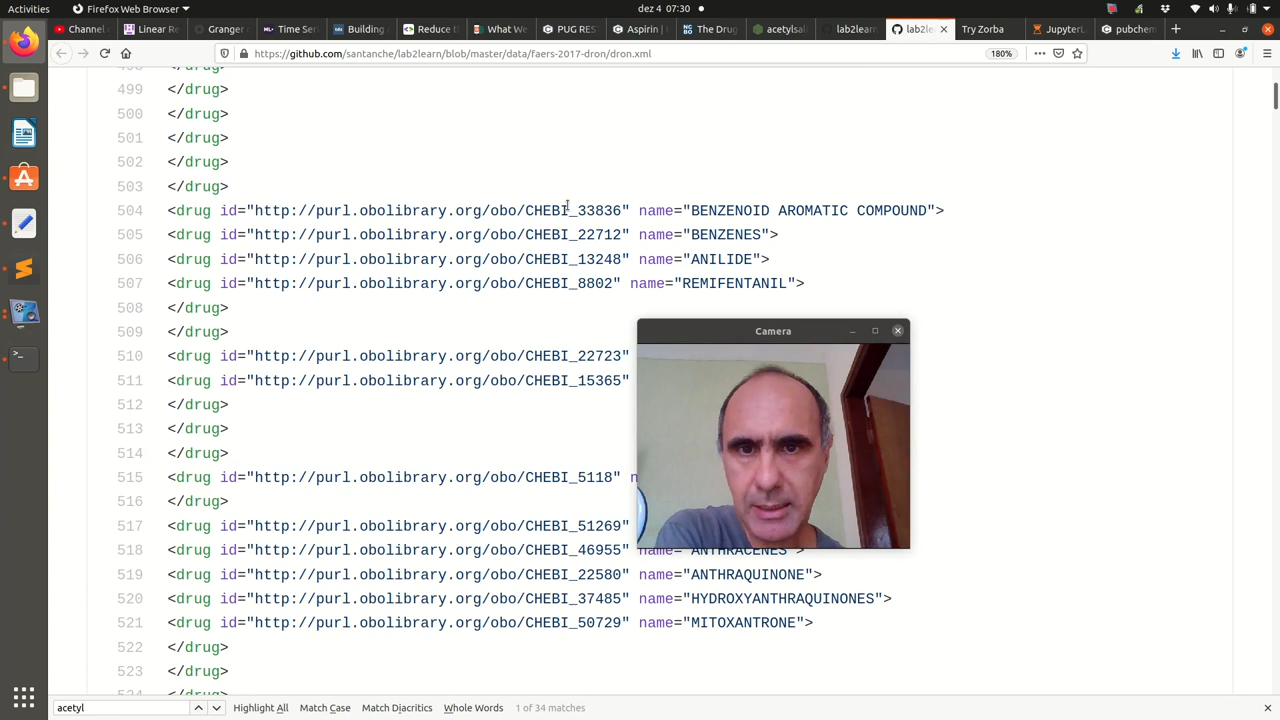 Activities
Firefox Web Browser
dez 4 07:30
Channel c
Linear Re
Granger
Time Seri
Building
Reduce th
What We
PUG RES
Aspirin |
The Drug
acetylsali
lab2learn
lab2le
Try Zorba
JupyterL
pubchem
https://github.com/santanche/lab2learn/blob/master/data/faers-2017-dron/dron.xml
180%
499 </drug>
500 </drug>
501 </drug>
502 </drug>
503 </drug>
504 <drug id="http://purl.obolibrary.org/obo/CHEBI_33836" name="BENZENOID AROMATIC COMPOUND">
505 <drug id="http://purl.obolibrary.org/obo/CHEBI_22712" name="BENZENES">
506 <drug id="http://purl.obolibrary.org/obo/CHEBI_13248" name="ANILIDE">
507 <drug id="http://purl.obolibrary.org/obo/CHEBI_8802" name="REMIFENTANIL">
508 </drug>
509 </drug>
510 <drug id="http://purl.obolibrary.org/obo/CHEBI_22723"
511 <drug id="http://purl.obolibrary.org/obo/CHEBI_15365"
512 </drug>
513 </drug>
514 </drug>
515 <drug id="http://purl.obolibrary.org/obo/CHEBI_5118" n
516 </drug>
517 <drug id="http://purl.obolibrary.org/obo/CHEBI_51269"
518 <drug id="http://purl.obolibrary.org/obo/CHEBI_46955" name="ANTHRACENES">
519 <drug id="http://purl.obolibrary.org/obo/CHEBI_22580" name="ANTHRAQUINONE">
520 <drug id="http://purl.obolibrary.org/obo/CHEBI_37485" name="HYDROXYANTHRAQUINONES">
521 <drug id="http://purl.obolibrary.org/obo/CHEBI_50729" name="MITOXANTRONE">
522 </drug>
523 </drug>
Camera
acetyl
Highlight All
Match Case
Match Diacritics
Whole Words
1 of 34 matches